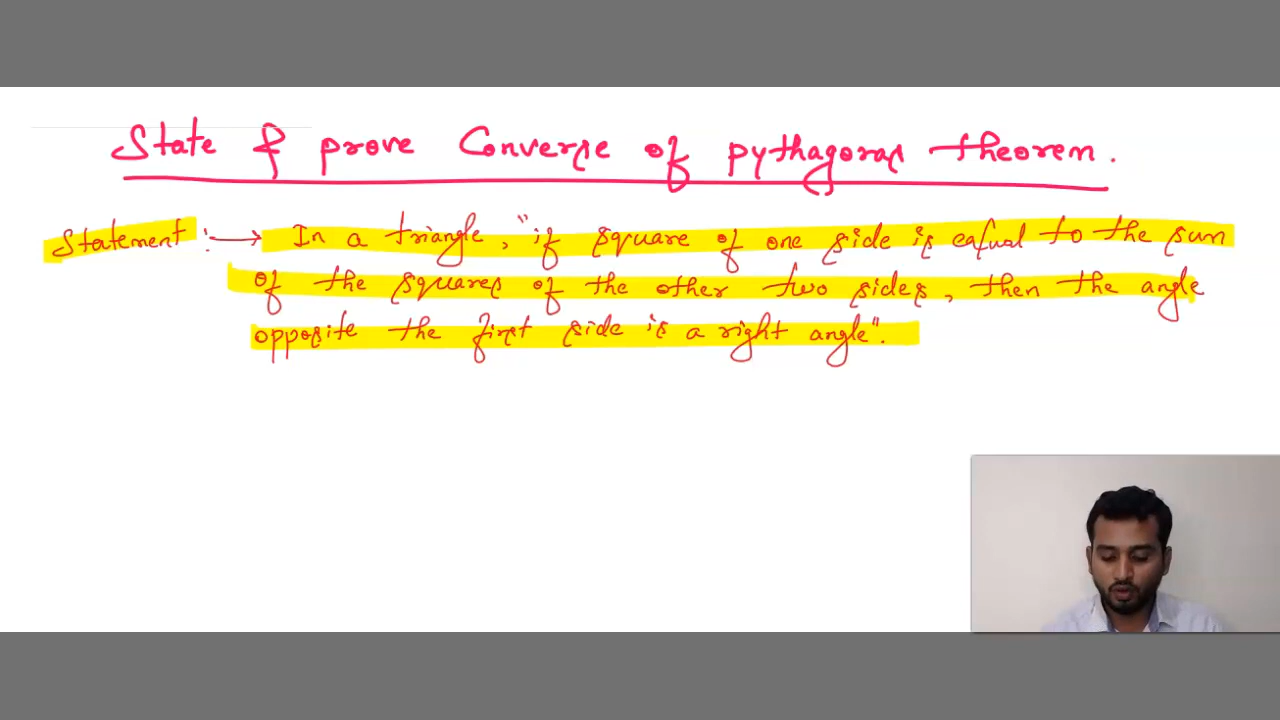 State & prove Converse of pythagoras theorem.
Statement :→ In a triangle, "if square of one side is equal to the sum
of the squares of the other two sides, then the angle
opposite the first side is a right angle".